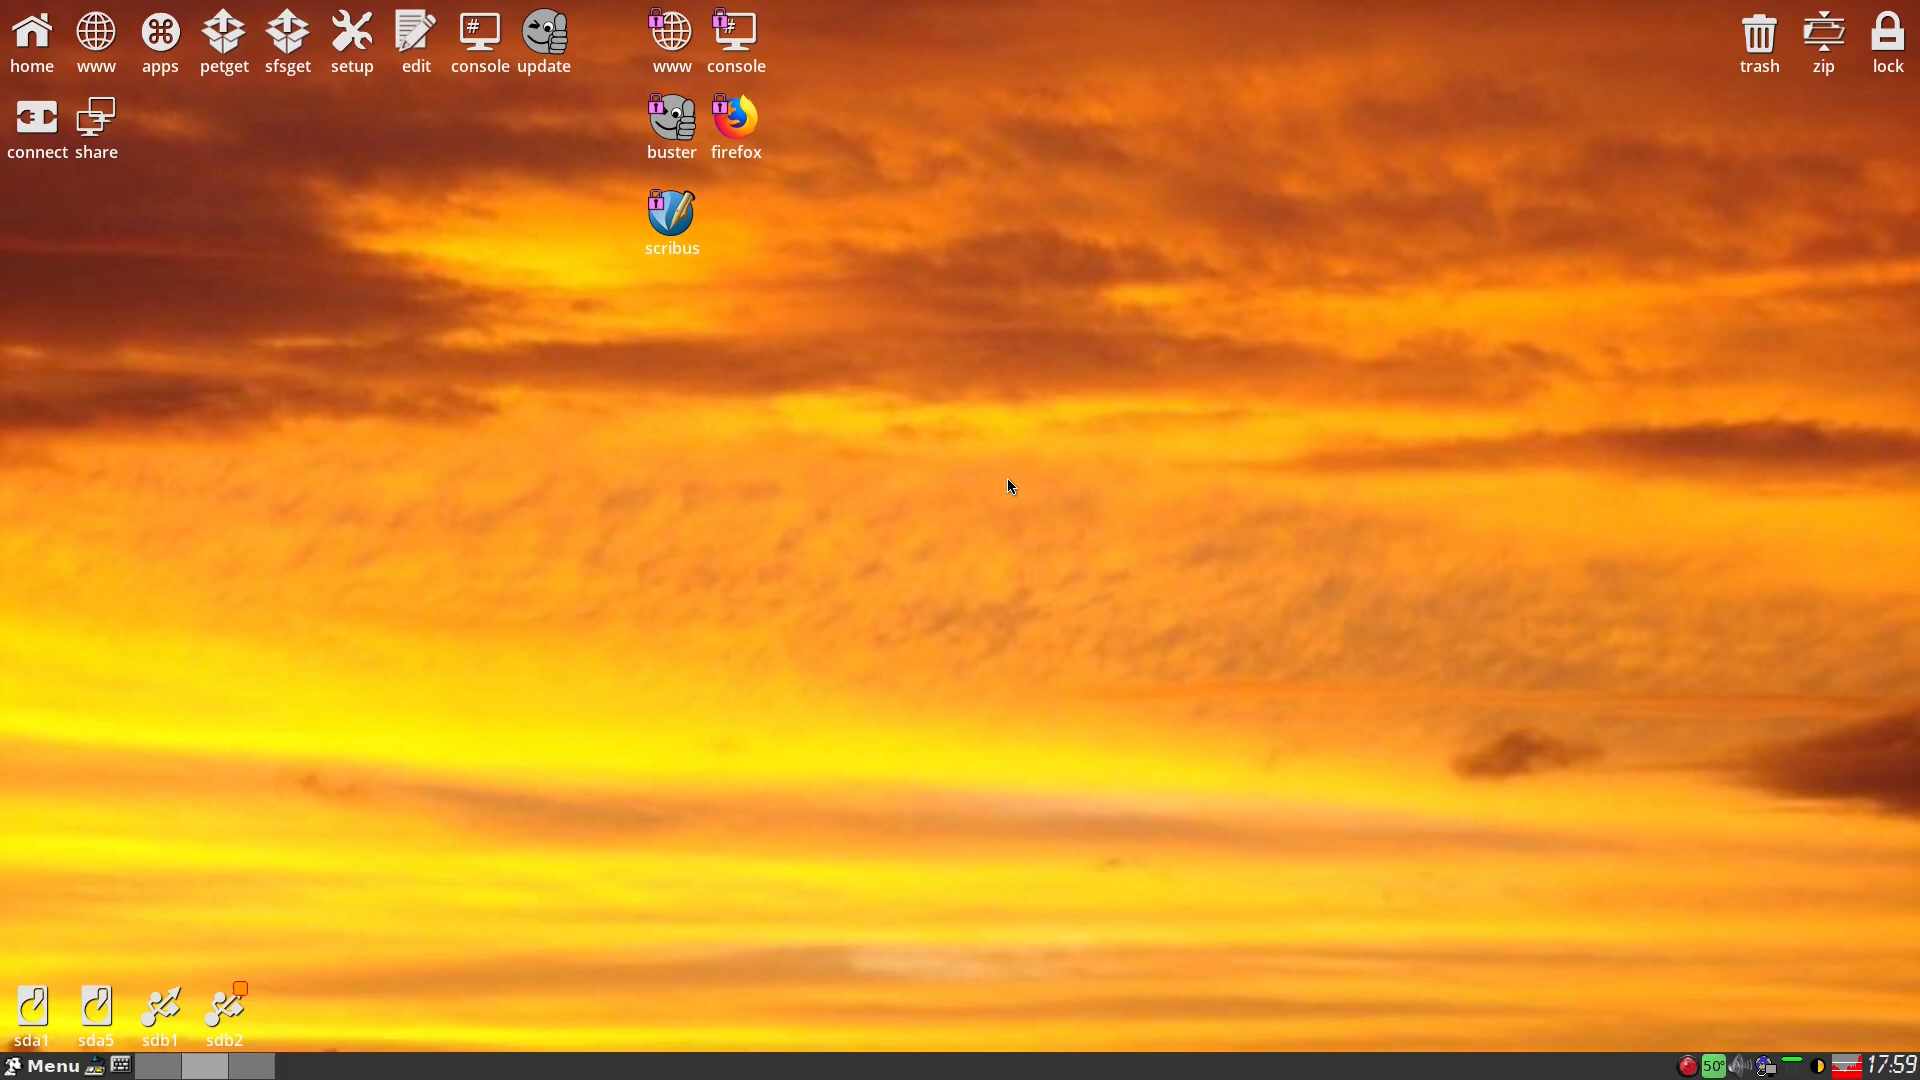 home www apps petget sfsget setup edit console update www console trash zip lock
connect share buster firefox
scribus
sda1 sda5 sdb1 sdb2
Menu 50° 17:59